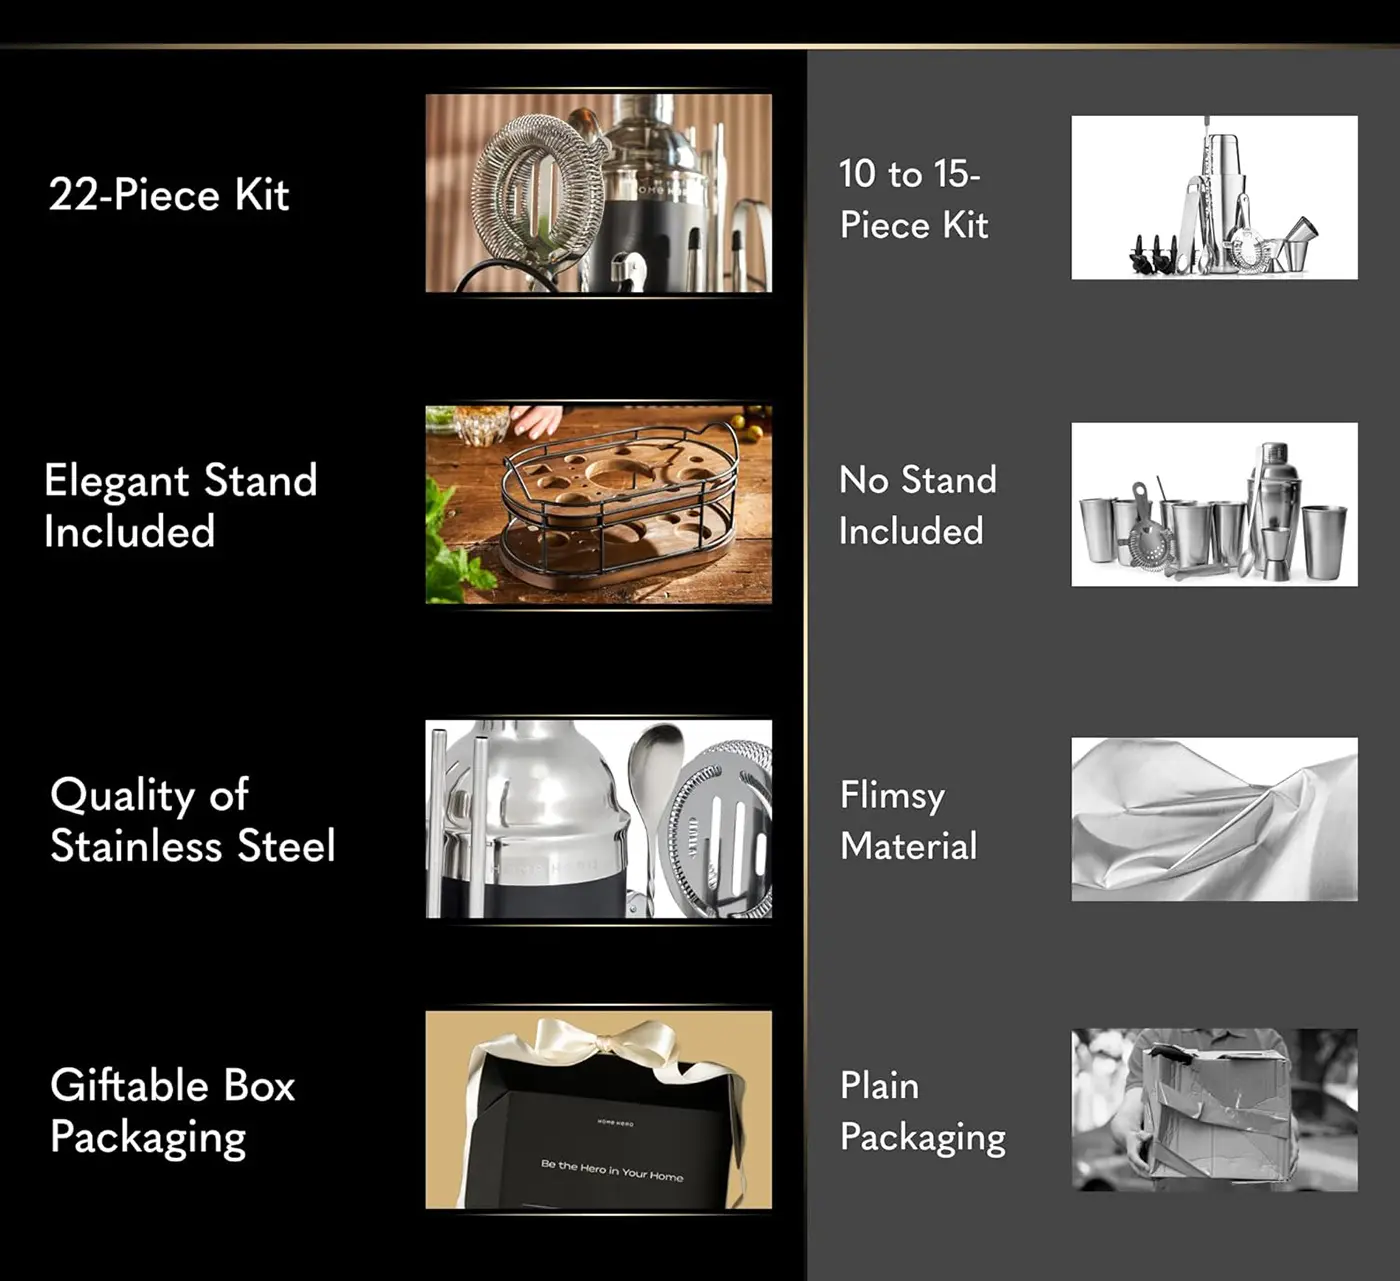 22-Piece Kit
10 to 15-
Piece Kit
Elegant Stand
Included
No Stand
Included
Quality of
Stainless Steel
Flimsy
Material
Giftable Box
Packaging
HOME HERO
Be the Hero in Your Home
Plain
Packaging